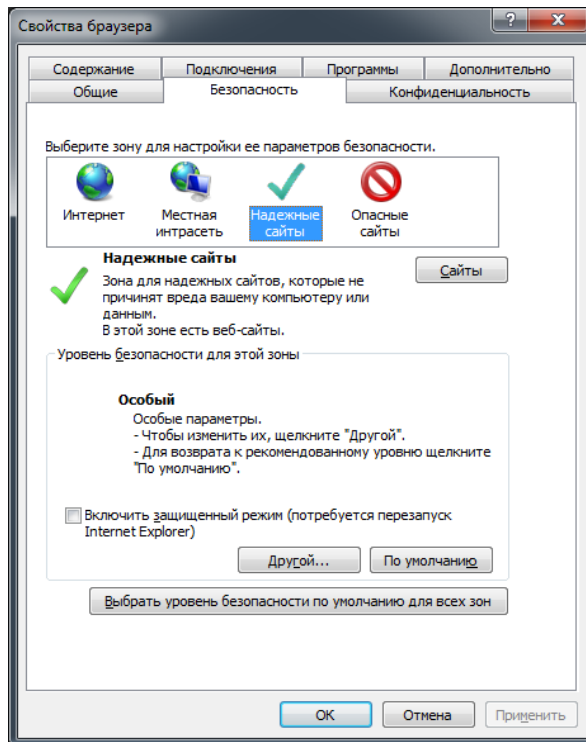 Свойства браузера
?
X
Содержание Подключения Программы Дополнительно
Общие Безопасность Конфиденциальность
Выберите зону для настройки ее параметров безопасности.
Интернет
Местная
интрасеть
Надежные
сайты
Опасные
сайты
Надежные сайты
Сайты
Зона для надежных сайтов, которые не
причинят вреда вашему компьютеру или
данным.
В этой зоне есть веб-сайты.
Уровень безопасности для этой зоны
Особый
Особые параметры.
- Чтобы изменить их, щелкните "Другой".
- Для возврата к рекомендованному уровню щелкните
"По умолчанию".
Включить защищенный режим (потребуется перезапуск
Internet Explorer)
Другой... По умолчанию
Выбрать уровень безопасности по умолчанию для всех зон
ОК Отмена Применить